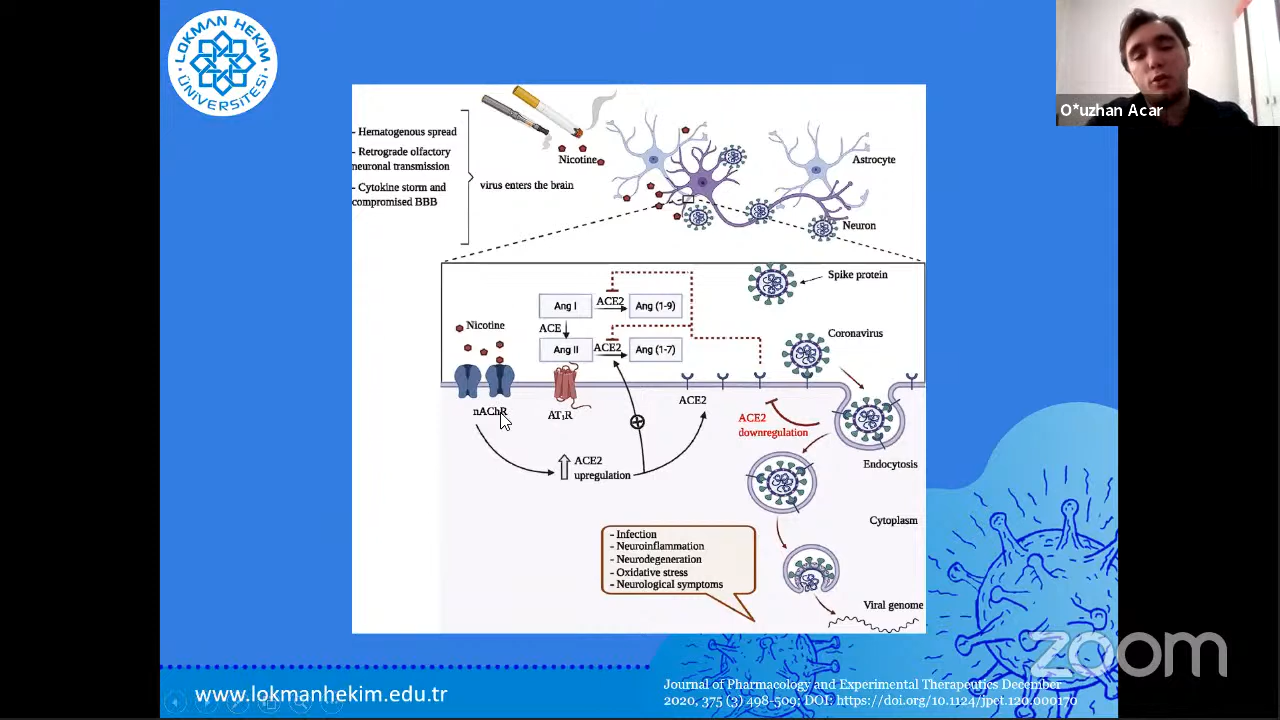 LOKMAN HEKİM
ÜNİVERSİTESİ
O*uzhan Acar
- Hematogenous spread
- Retrograde olfactory
neuronal transmission
- Cytokine storm and
compromised BBB
virus enters the brain
Nicotine
Astrocyte
Neuron
Spike protein
Ang I
ACE2
Ang (1-9)
ACE
Ang II
ACE2
Ang (1-7)
Nicotine
Coronavirus
nAChR
AT₁R
ACE2
ACE2
downregulation
Endocytosis
ACE2
upregulation
Cytoplasm
- Infection
- Neuroinflammation
- Neurodegeneration
- Oxidative stress
- Neurological symptoms
Viral genome
zoom
www.lokmanhekim.edu.tr
Journal of Pharmacology and Experimental Therapeutics December
2020, 375 (3) 498-509; DOI: https://doi.org/10.1124/jpet.120.000170